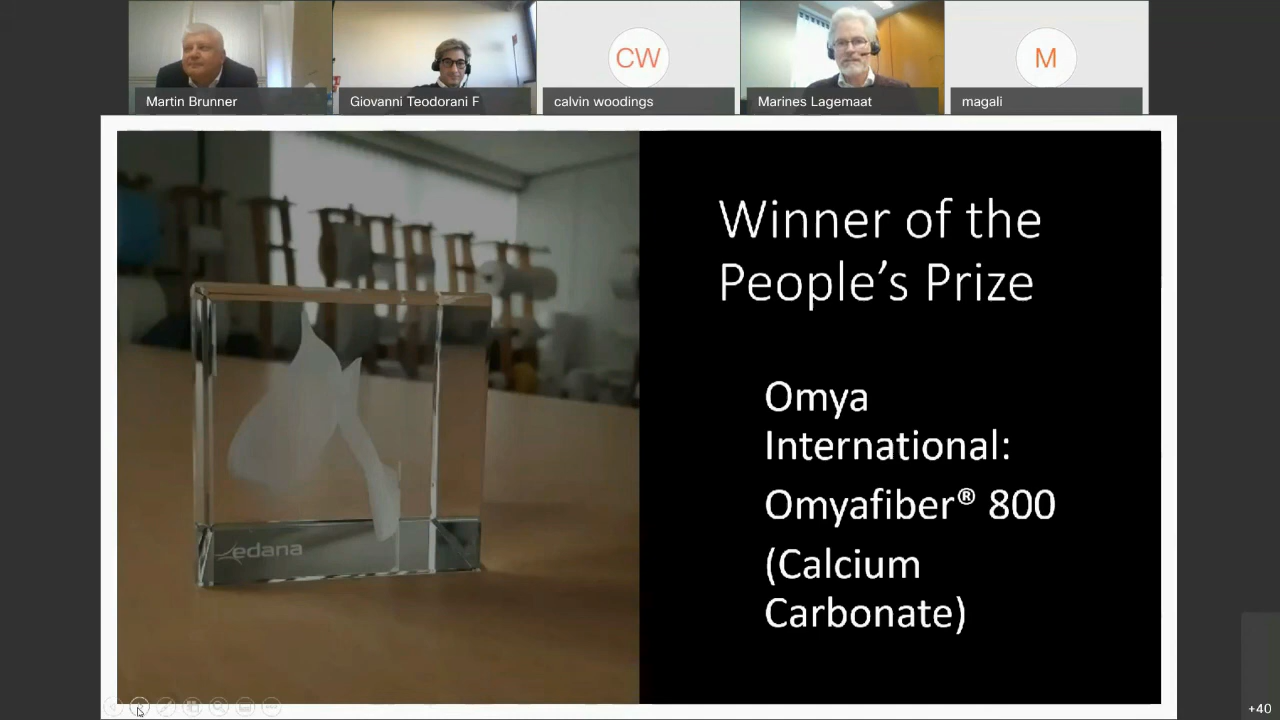 CW
M
Martin Brunner
Giovanni Teodorani F
calvin woodings
Marines Lagemaat
magali
Winner of the
People’s Prize
Omya
International:
Omyafiber® 800
(Calcium
Carbonate)
edana
+40